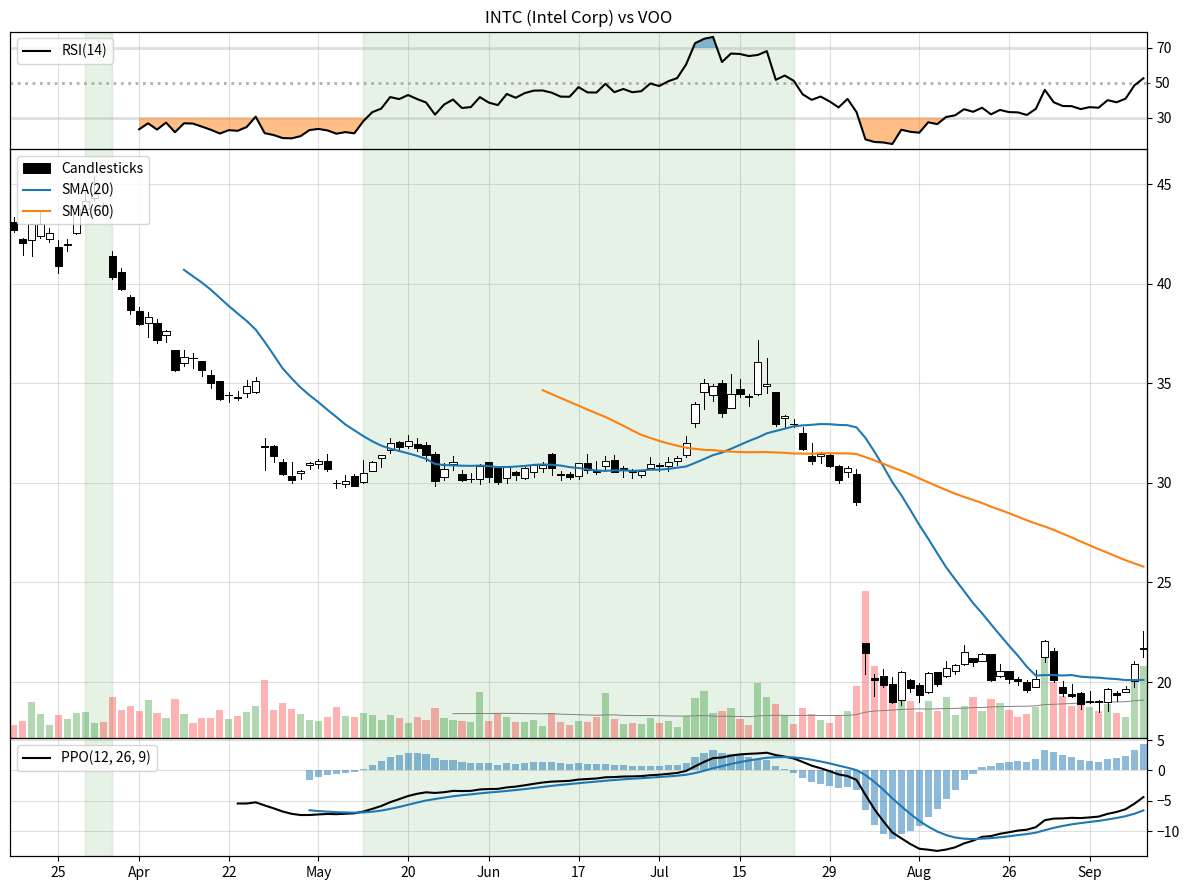 INTC (Intel Corp) vs VOO
RSI(14)
70
50
30
Candlesticks
SMA(20)
SMA(60)
45
40
35
30
25
20
PPO(12, 26, 9)
5
0
−5
−10
25 Apr 22 May 20 Jun 17 Jul 15 29 Aug 26 Sep